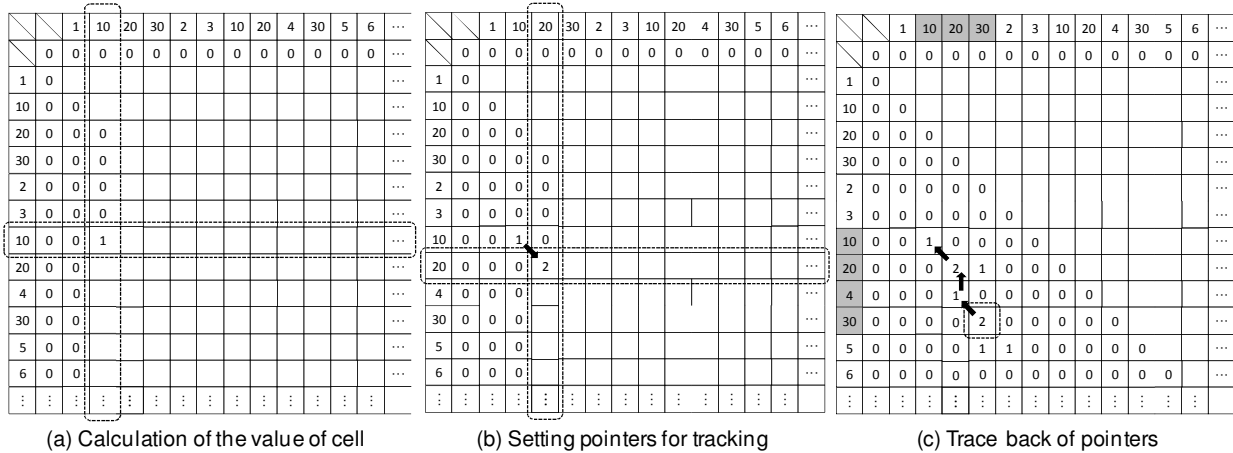 1 10 20 30 2 3 10 20 4 30 5 6 ⋯
0 0 0 0 0 0 0 0 0 0 0 0 0 ⋯
1 0 ⋯
10 0 0 ⋯
20 0 0 0 ⋯
30 0 0 0 ⋯
2 0 0 0 ⋯
3 0 0 0 ⋯
10 0 0 1 ⋯
20 0 0 ⋯
4 0 0 ⋯
30 0 0 ⋯
5 0 0 ⋯
6 0 0 ⋯
⋮ ⋮ ⋮ ⋮ ⋮ ⋮ ⋮ ⋮ ⋮ ⋮ ⋮ ⋮ ⋮ ⋮
(a) Calculation of the value of cell
1 10 20 30 2 3 10 20 4 30 5 6 ⋯
0 0 0 0 0 0 0 0 0 0 0 0 0 ⋯
1 0 ⋯
10 0 0 ⋯
20 0 0 0 ⋯
30 0 0 0 0 ⋯
2 0 0 0 0 ⋯
3 0 0 0 0 ⋯
10 0 0 1 0 ⋯
20 0 0 0 2 ⋯
4 0 0 0 ⋯
30 0 0 0 ⋯
5 0 0 0 ⋯
6 0 0 0 ⋯
⋮ ⋮ ⋮ ⋮ ⋮ ⋮ ⋮ ⋮ ⋮ ⋮ ⋮ ⋮ ⋮ ⋮
(b) Setting pointers for tracking
1 10 20 30 2 3 10 20 4 30 5 6 ⋯
0 0 0 0 0 0 0 0 0 0 0 0 0 ⋯
1 0 ⋯
10 0 0 ⋯
20 0 0 0 ⋯
30 0 0 0 0 ⋯
2 0 0 0 0 0 ⋯
3 0 0 0 0 0 0 ⋯
10 0 0 1 0 0 0 0 ⋯
20 0 0 0 2 1 0 0 0 ⋯
4 0 0 0 1 0 0 0 0 0 ⋯
30 0 0 0 0 2 0 0 0 0 0 ⋯
5 0 0 0 0 1 1 0 0 0 0 0 ⋯
6 0 0 0 0 0 0 0 0 0 0 0 0 ⋯
⋮ ⋮ ⋮ ⋮ ⋮ ⋮ ⋮ ⋮ ⋮ ⋮ ⋮ ⋮ ⋮ ⋮
(c) Trace back of pointers